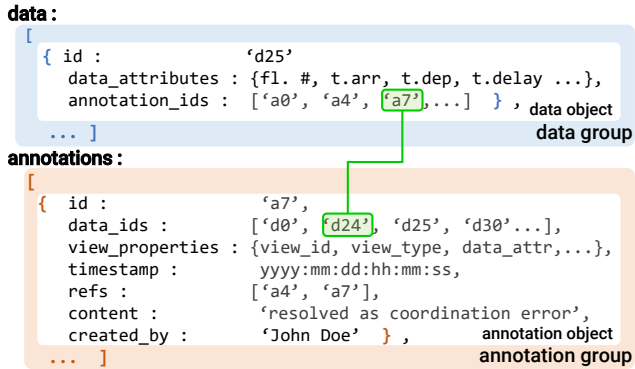 data :
[
{ id : ‘d25’
data_attributes : {fl. #, t.arr, t.dep, t.delay ...},
annotation_ids : [‘a0’, ‘a4’, ‘a7’,...] } ,
data object
... ]
data group
annotations :
[
{ id : ‘a7’,
data_ids : [‘d0’, ‘d24’, ‘d25’, ‘d30’...],
view_properties : {view_id, view_type, data_attr,...},
timestamp : yyyy:mm:dd:hh:mm:ss,
refs : [‘a4’, ‘a7’],
content : ‘resolved as coordination error’,
created_by : ‘John Doe’ } ,
annotation object
... ]
annotation group